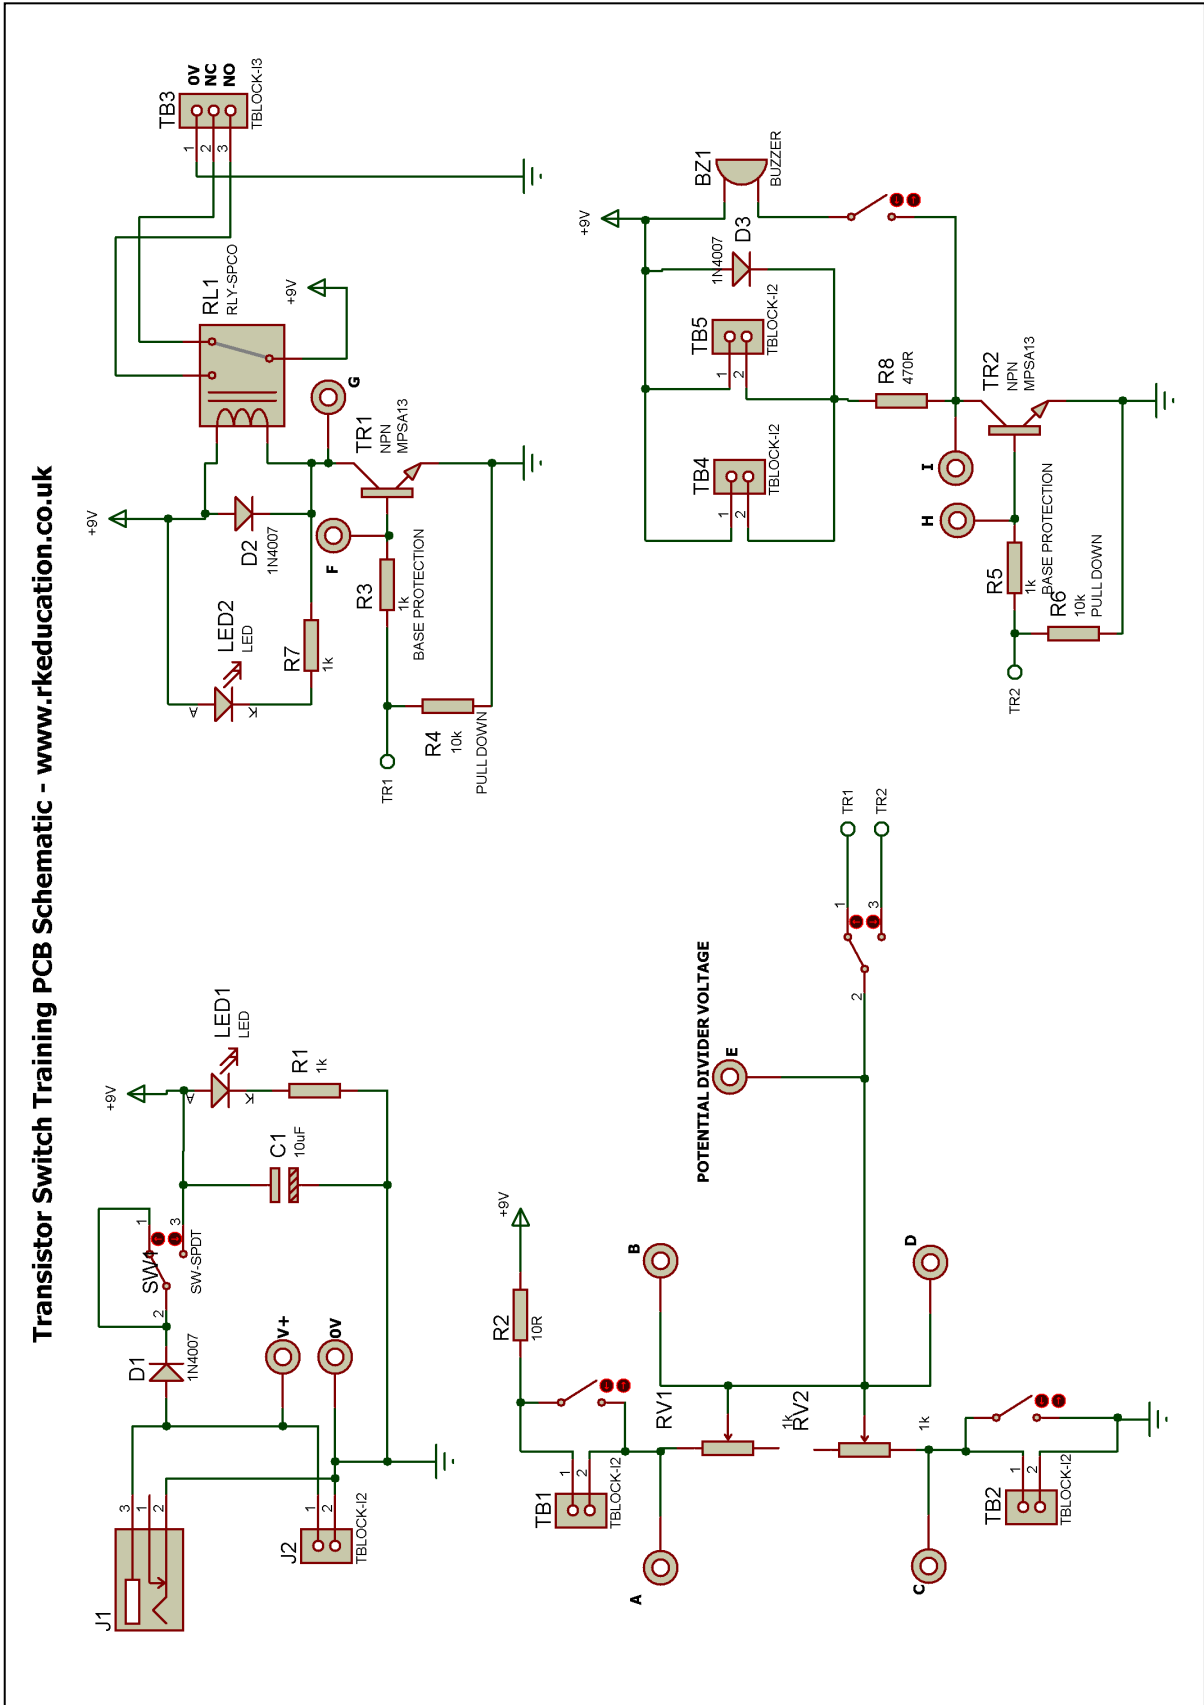 Transistor Switch Training PCB Schematic - www.rkeducation.co.uk
J1
3
1
2
J2
TBLOCK-I2
1
2
D1
1N4007
V+
0V
SW1
SW-SPDT
1
2
3
C1
10uF
+9V
LED1
LED
A
K
R1
1k
+9V
LED2
LED
A
K
R7
1k
D2
1N4007
RL1
RLY-SPCO
+9V
TB3
TBLOCK-I3
0V
NC
NO
1
2
3
G
F
TR1
NPN
MPSA13
R3
1k
BASE PROTECTION
R4
10k
PULL DOWN
TR1
A
TB1
TBLOCK-I2
1
2
R2
10R
+9V
B
RV1
1k
RV2
1k
C
D
TB2
TBLOCK-I2
1
2
POTENTIAL DIVIDER VOLTAGE
E
2
1
3
TR1
TR2
+9V
TB4
TBLOCK-I2
1
2
TB5
TBLOCK-I2
1
2
D3
1N4007
BZ1
BUZZER
R8
470R
I
H
TR2
NPN
MPSA13
R5
1k
BASE PROTECTION
R6
10k
PULL DOWN
TR2